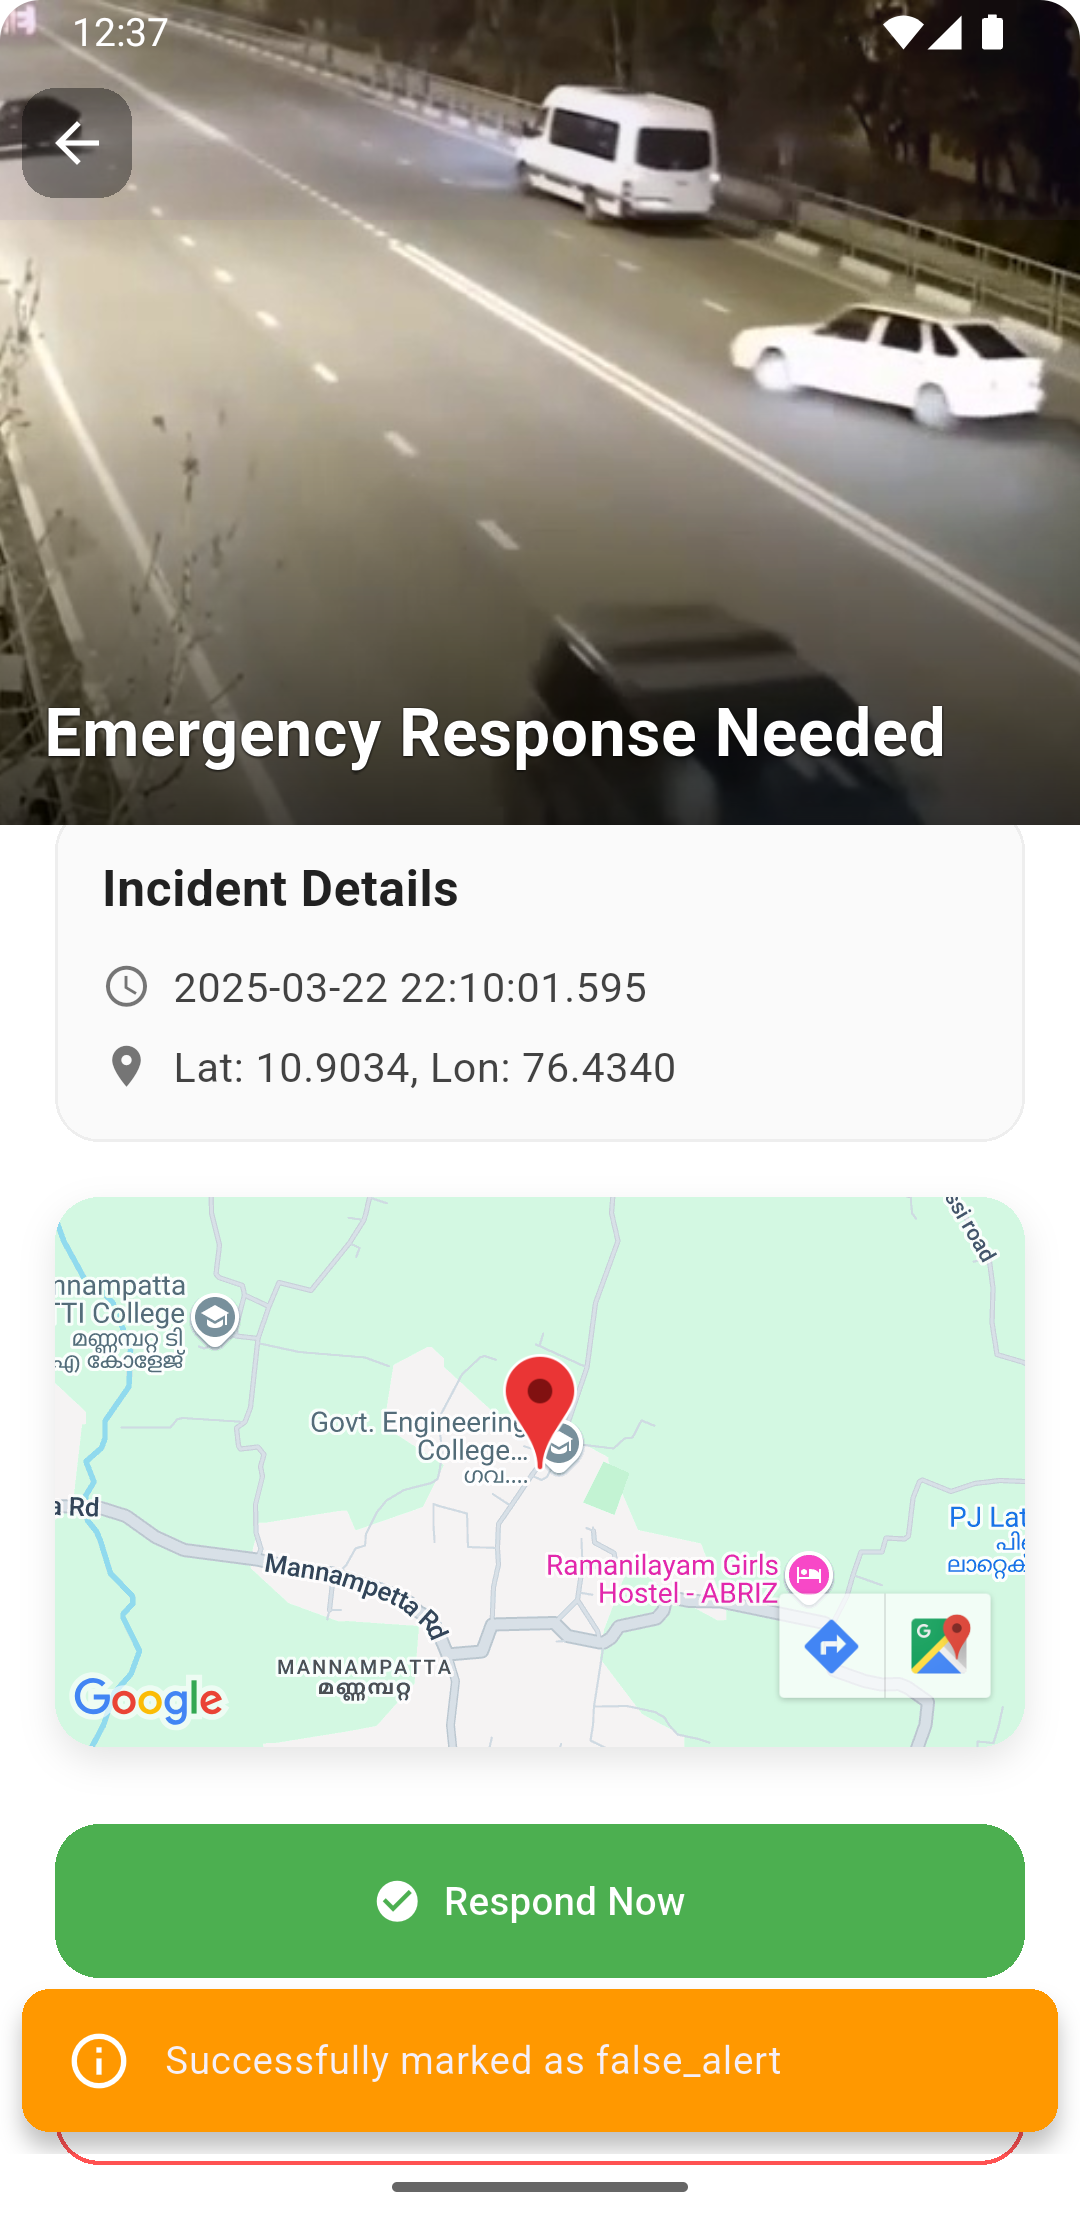 12:37
Emergency Response Needed
Incident Details
2025-03-22 22:10:01.595
Lat: 10.9034, Lon: 76.4340
ssi road
nnampatta
TTI College
മണ്ണമ്പറ്റ ടി
എ കോളേജ്
Govt. Engineering
College...
ഗവ....
a Rd
PJ Lat
ലാറ്റെക്
Mannampetta Rd
Ramanilayam Girls
Hostel - ABRIZ
MANNAMPATTA
മണ്ണമ്പറ്റ
G
Google
Respond Now
Successfully marked as false_alert